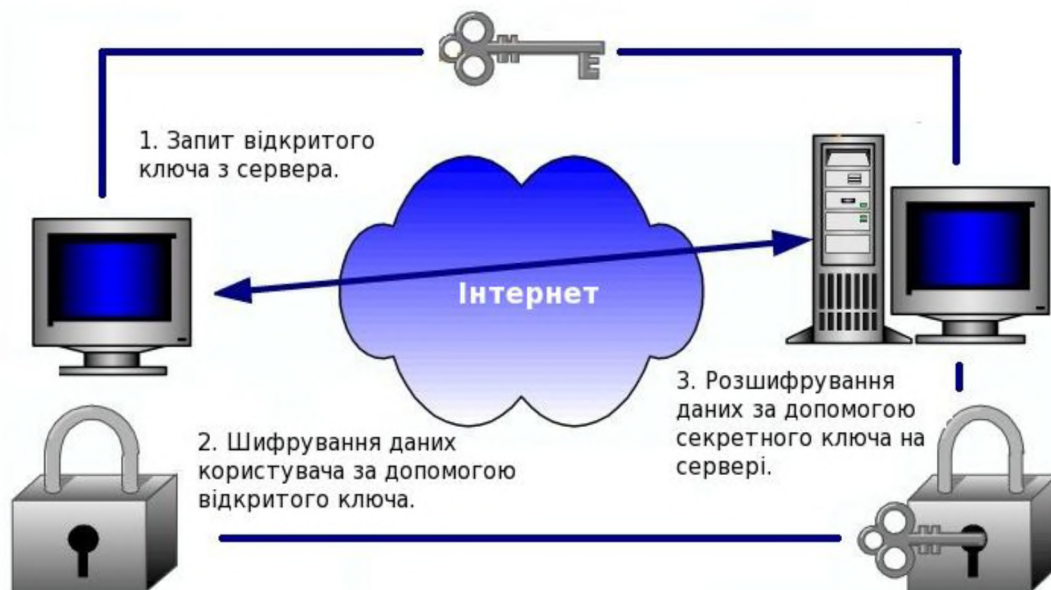 1. Запит відкритого
ключа з сервера.
Інтернет
2. Шифрування даних
користувача за допомогою
відкритого ключа.
3. Розшифрування
даних за допомогою
секретного ключа на
сервері.